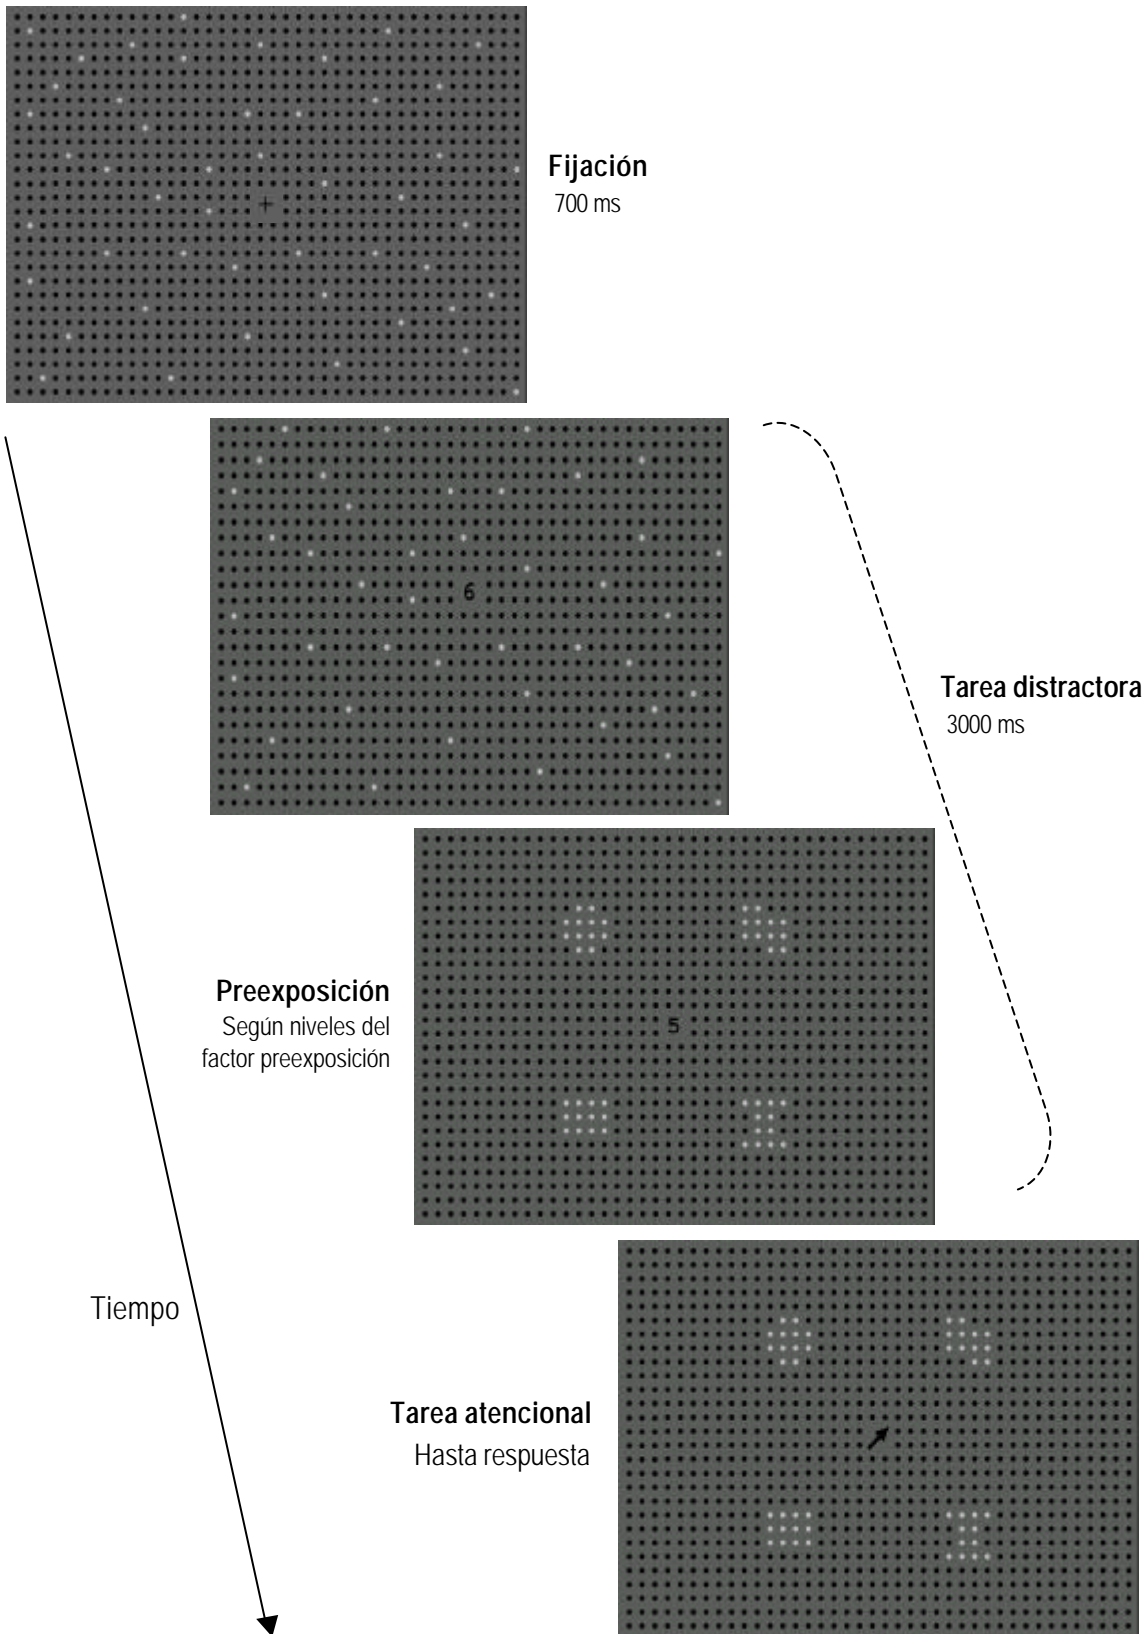 Fijación
700 ms
+
6
Tarea distractora
3000 ms
Preexposición
Según niveles del
factor preexposición
5
Tiempo
Tarea atencional
Hasta respuesta